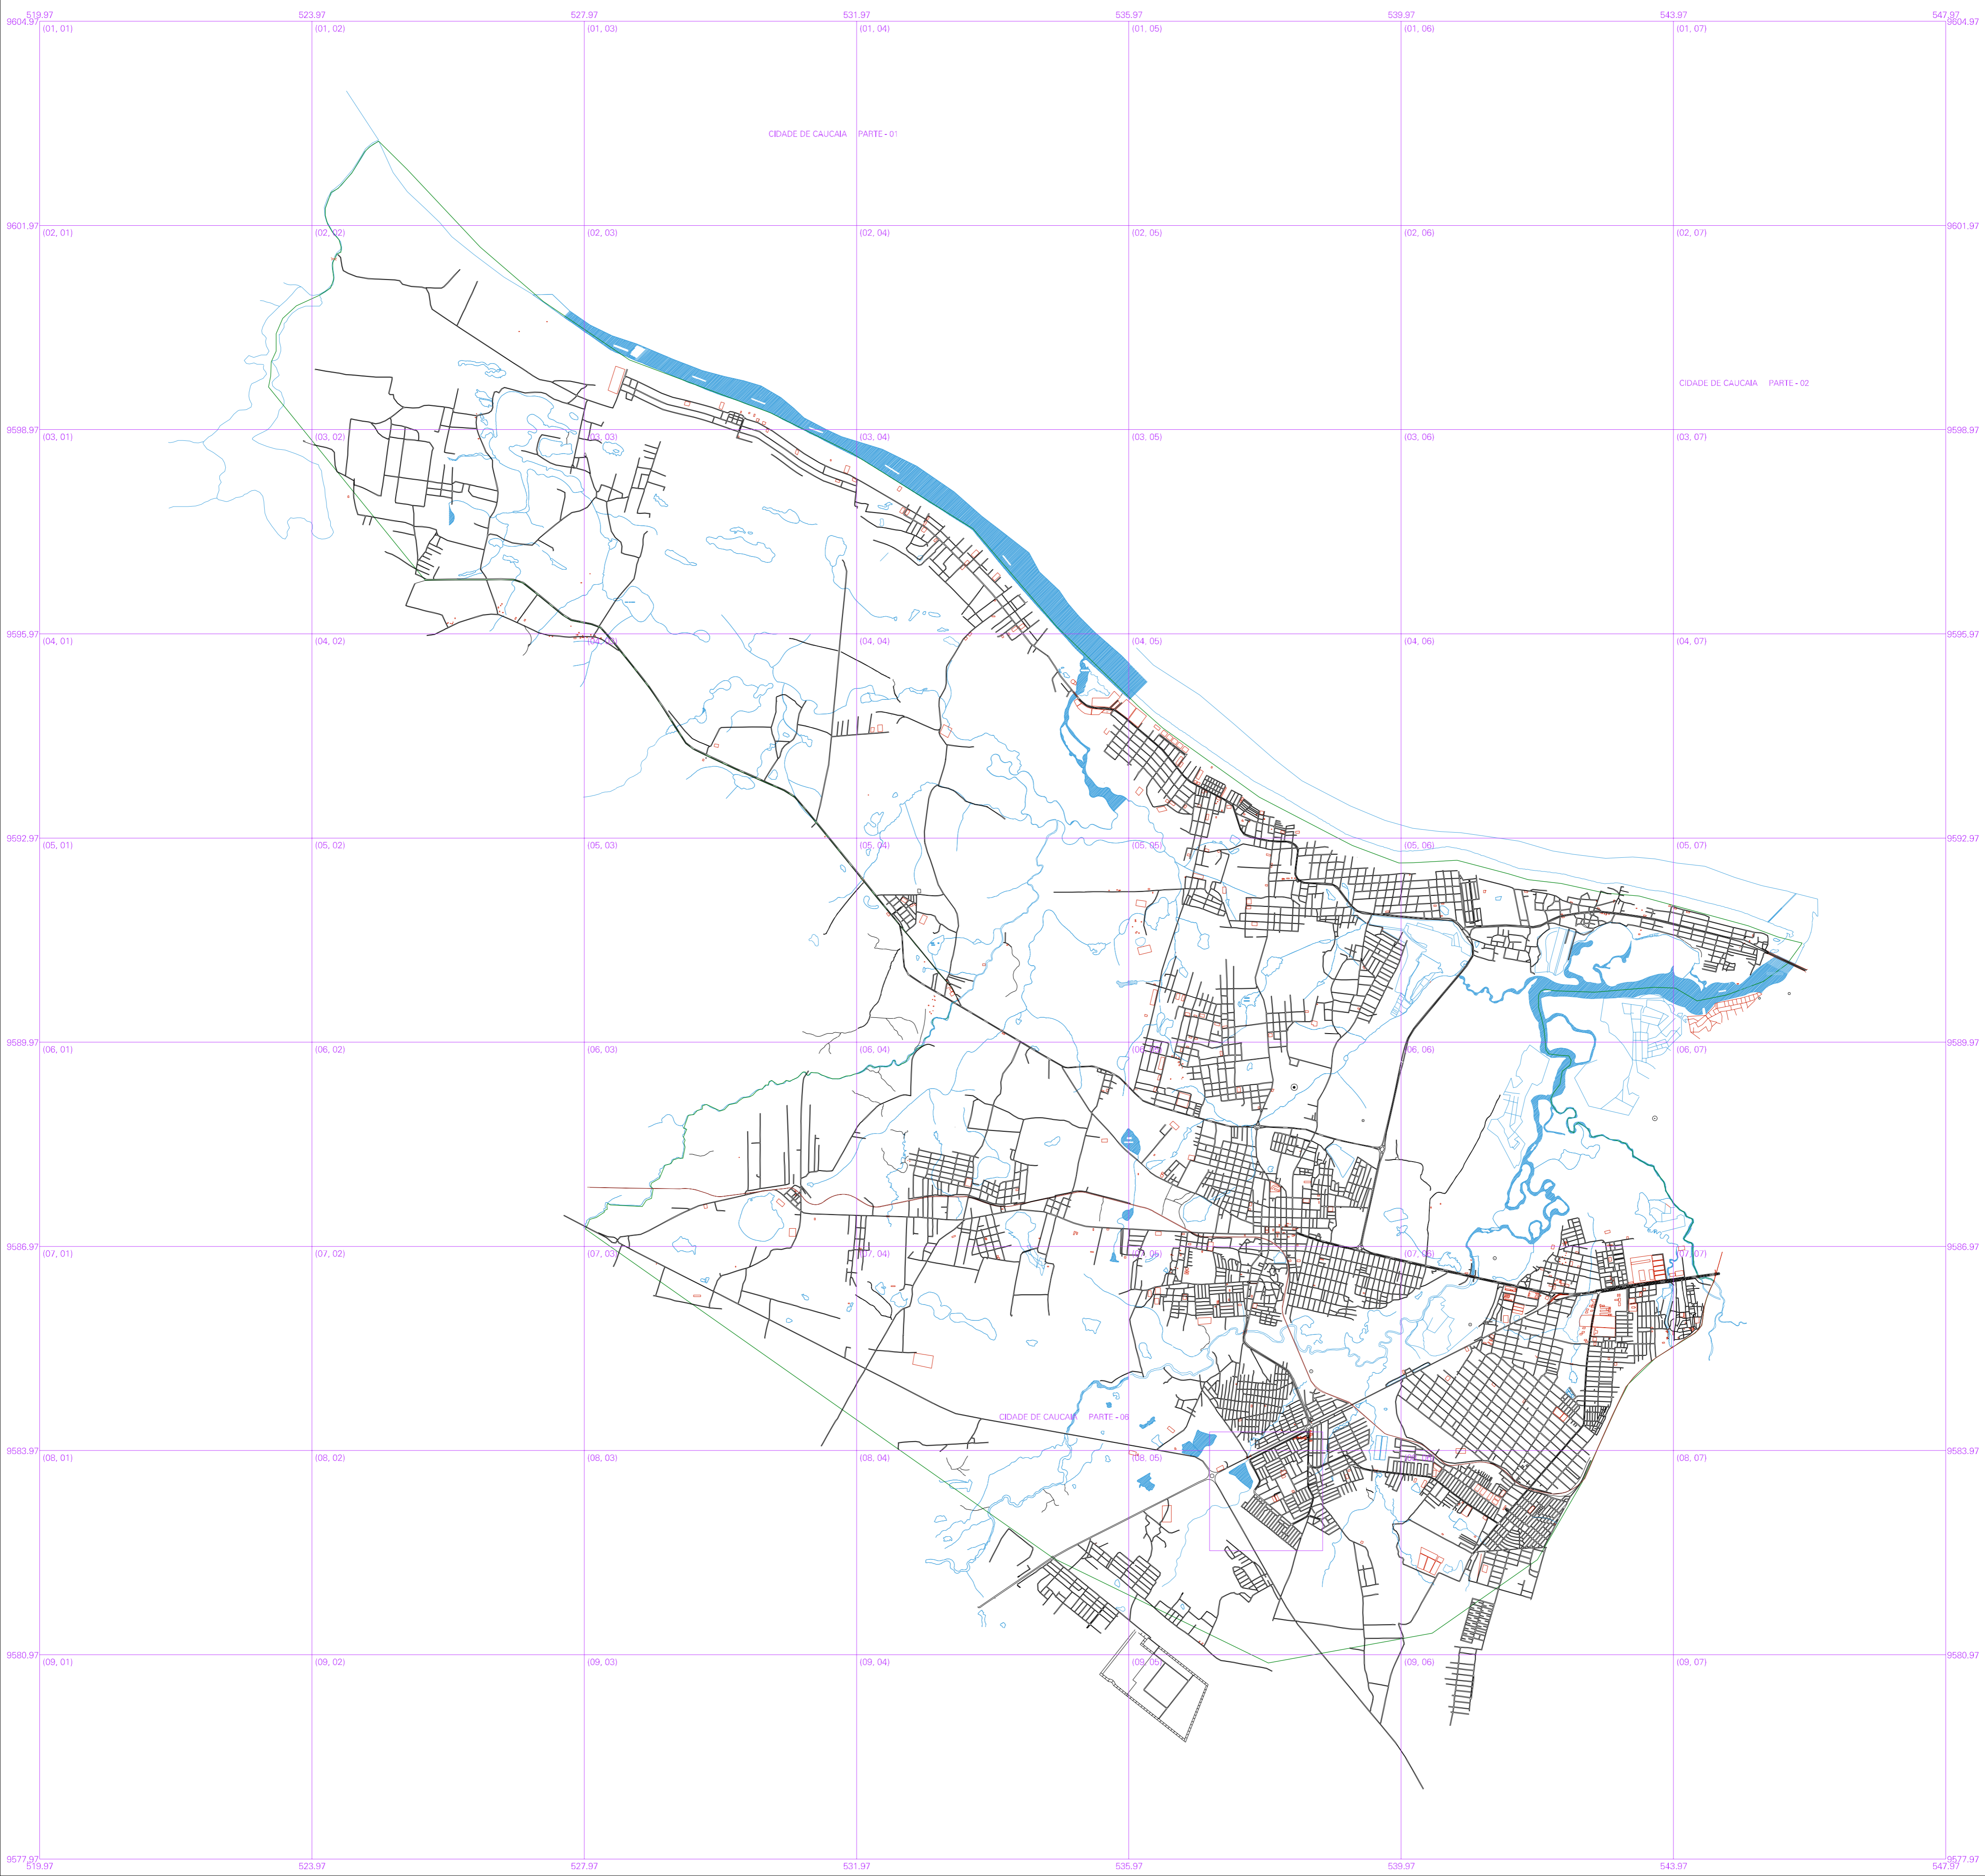 519.97 523.97 527.97 531.97 535.97 539.97 543.97 547.97
9604.97 9604.97
(01, 01) (01, 02) (01, 03) (01, 04) (01, 05) (01, 06) (01, 07)
CIDADE DE CAUCAIA PARTE - 01
9601.97 9601.97
(02, 01) (02, 02) (02, 03) (02, 04) (02, 05) (02, 06) (02, 07)
CIDADE DE CAUCAIA PARTE - 02
9598.97 9598.97
(03, 01) (03, 02) (03, 03) (03, 04) (03, 05) (03, 06) (03, 07)
9595.97 9595.97
(04, 01) (04, 02) (04, 03) (04, 04) (04, 05) (04, 06) (04, 07)
9592.97 9592.97
(05, 01) (05, 02) (05, 03) (05, 04) (05, 05) (05, 06) (05, 07)
9589.97 9589.97
(06, 01) (06, 02) (06, 03) (06, 04) (06, 05) (06, 06) (06, 07)
9586.97 9586.97
(07, 01) (07, 02) (07, 03) (07, 04) (07, 05) (07, 06) (07, 07)
CIDADE DE CAUCAIA PARTE - 06
9583.97 9583.97
(08, 01) (08, 02) (08, 03) (08, 04) (08, 05) (08, 07)
9580.97 9580.97
(09, 01) (09, 02) (09, 03) (09, 04) (09, 05) (09, 06) (09, 07)
9577.97 9577.97
519.97 523.97 527.97 531.97 535.97 539.97 543.97 547.97